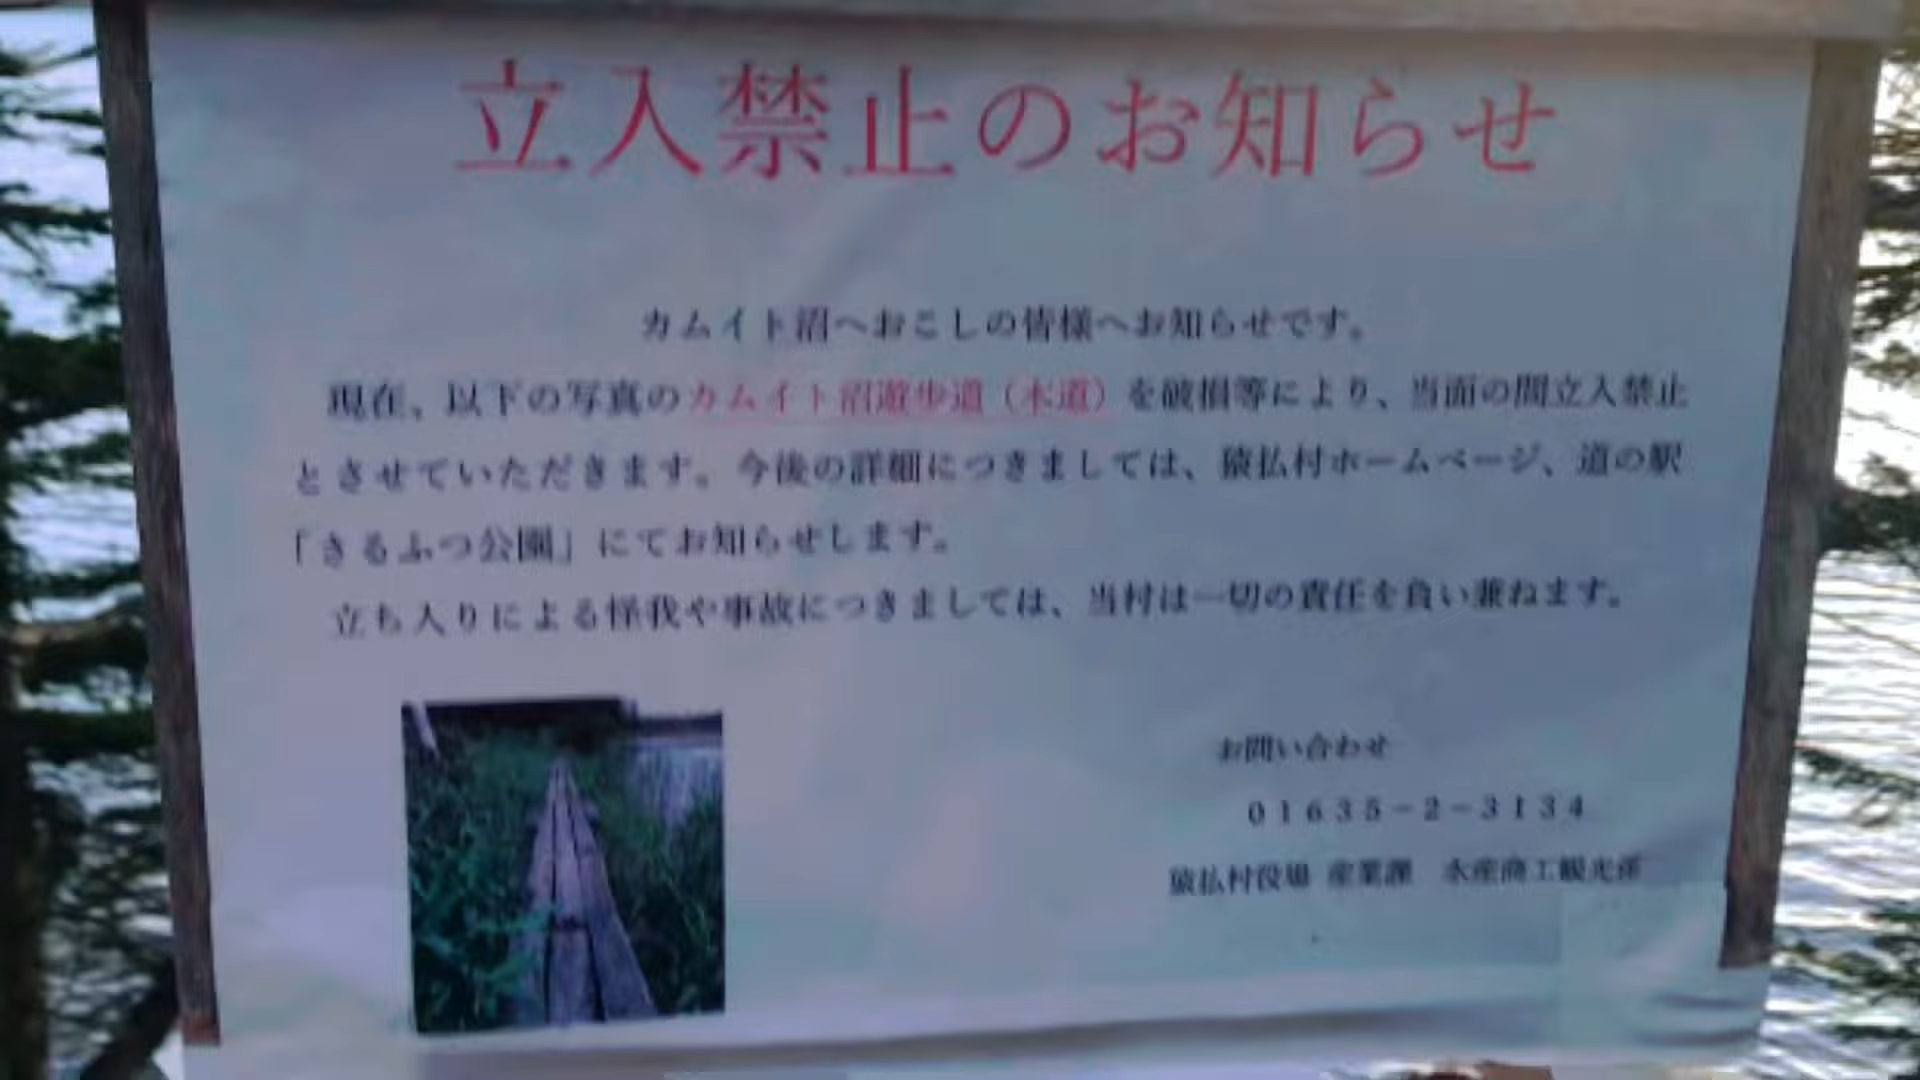 立入禁止のお知らせ
カムイト沼へおこしの皆様へお知らせです。
現在、以下の写真のカムイト沼遊歩道（木道）を破損等により、当面の間立入禁止
とさせていただきます。今後の詳細につきましては、猿払村ホームページ、道の駅
「さるふつ公園」にてお知らせします。
立ち入りによる怪我や事故につきましては、当村は一切の責任を負い兼ねます。
お問い合わせ
０１６３５－２－３１３４
猿払村役場 産業課　水産商工観光係